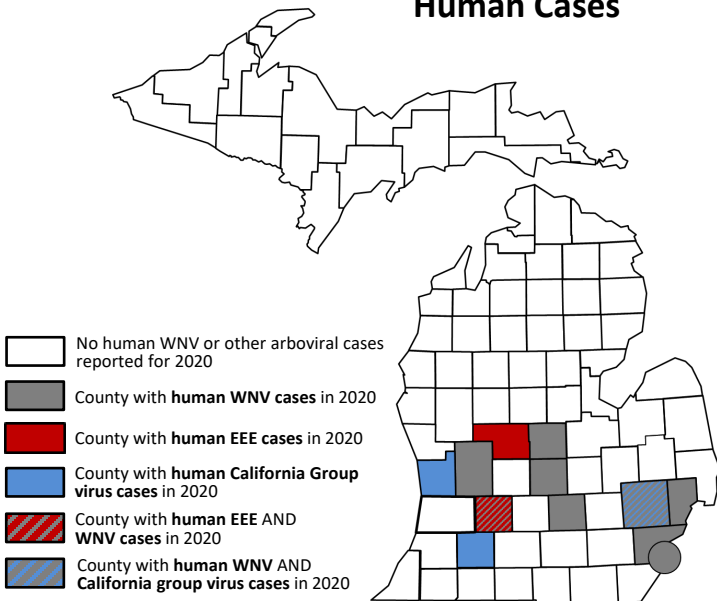 Human Cases
No human WNV or other arboviral cases
reported for 2020
County with human WNV cases in 2020
County with human EEE cases in 2020
County with human California Group
virus cases in 2020
County with human EEE AND
WNV cases in 2020
County with human WNV AND
California group virus cases in 2020